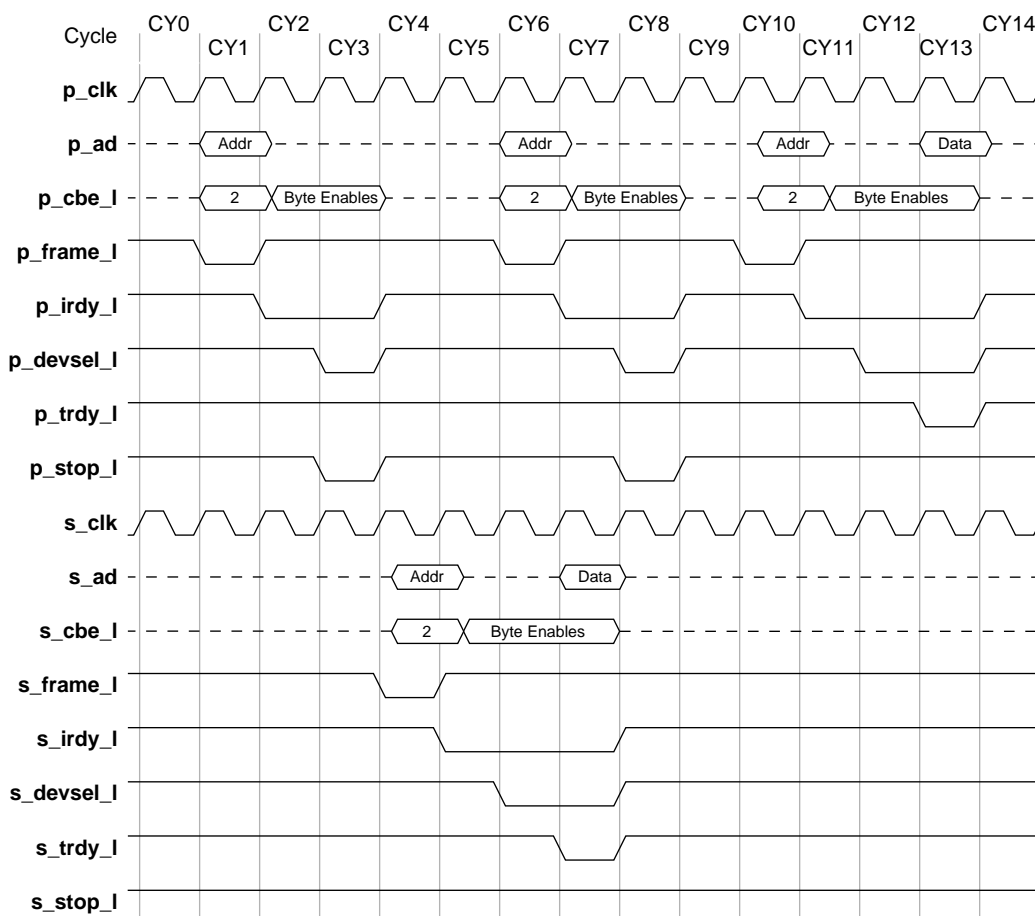 CY0 CY2 CY4 CY6 CY8 CY10 CY12 CY14
Cycle CY1 CY3 CY5 CY7 CY9 CY11 CY13
p_clk
p_ad Addr Addr Addr Data
p_cbe_l 2 Byte Enables 2 Byte Enables 2 Byte Enables
p_frame_l
p_irdy_l
p_devsel_l
p_trdy_l
p_stop_l
s_clk
s_ad Addr Data
s_cbe_l 2 Byte Enables
s_frame_l
s_irdy_l
s_devsel_l
s_trdy_l
s_stop_l